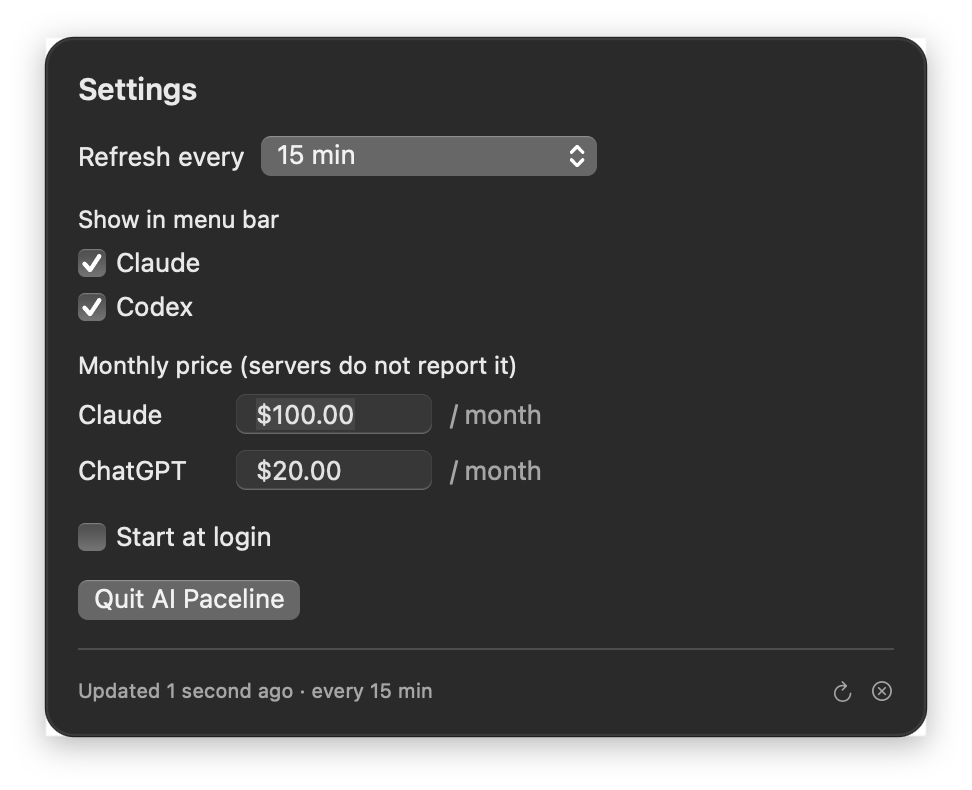 Settings
Refresh every 15 min
Show in menu bar
Claude
Codex
Monthly price (servers do not report it)
Claude $100.00 / month
ChatGPT $20.00 / month
Start at login
Quit AI Paceline
Updated 1 second ago · every 15 min